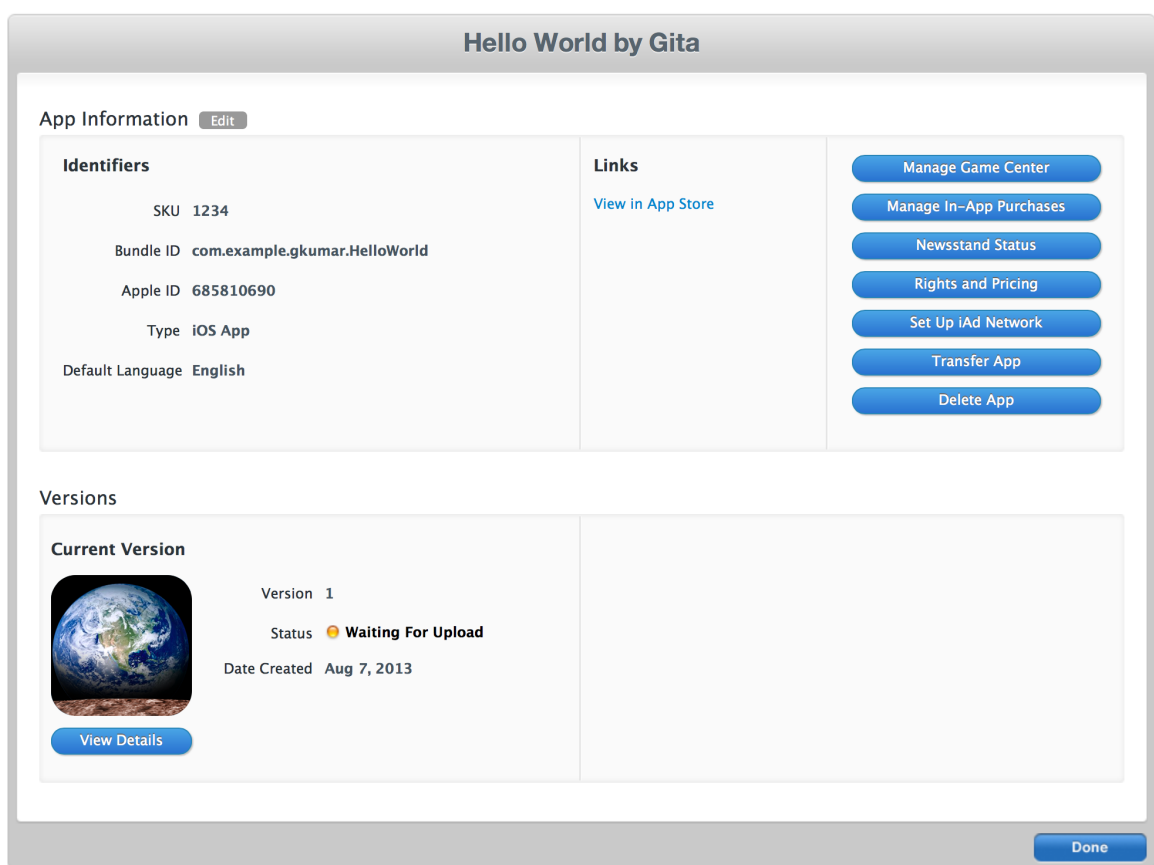 Hello World by Gita
App Information Edit
Identifiers
SKU 1234
Bundle ID com.example.gkumar.HelloWorld
Apple ID 685810690
Type iOS App
Default Language English
Links
View in App Store
Manage Game Center
Manage In-App Purchases
Newsstand Status
Rights and Pricing
Set Up iAd Network
Transfer App
Delete App
Versions
Current Version
Version 1
Status Waiting For Upload
Date Created Aug 7, 2013
View Details
Done